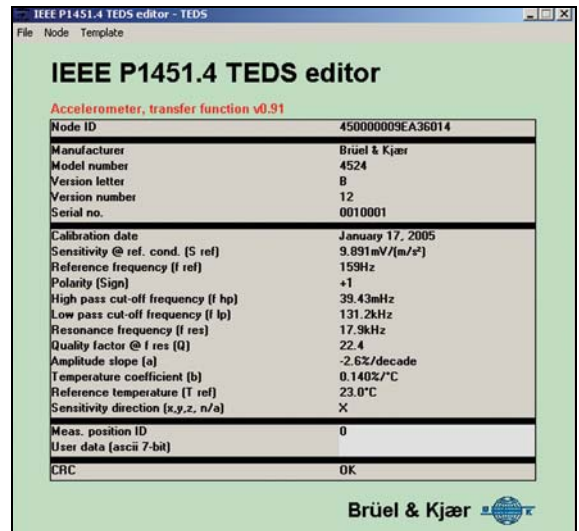 IEEE P1451.4 TEDS editor - TEDS
File Node Template
IEEE P1451.4 TEDS editor
Accelerometer, transfer function v0.91
Node ID 450000009EA36014
Manufacturer Brüel & Kjær
Model number 4524
Version letter B
Version number 12
Serial no. 0010001
Calibration date January 17, 2005
Sensitivity @ ref. cond. (S ref) 9.891mV/(m/s²)
Reference frequency (f ref) 159Hz
Polarity (Sign) +1
High pass cut-off frequency (f hp) 39.43mHz
Low pass cut-off frequency (f lp) 131.2kHz
Resonance frequency (f res) 17.9kHz
Quality factor @ f res (Q) 22.4
Amplitude slope (a) -2.6%/decade
Temperature coefficient (b) 0.140%/°C
Reference temperature (T ref) 23.0°C
Sensitivity direction (x,y,z, n/a) X
Meas. position ID 0
User data (ascii 7-bit)
CRC OK
Brüel & Kjær